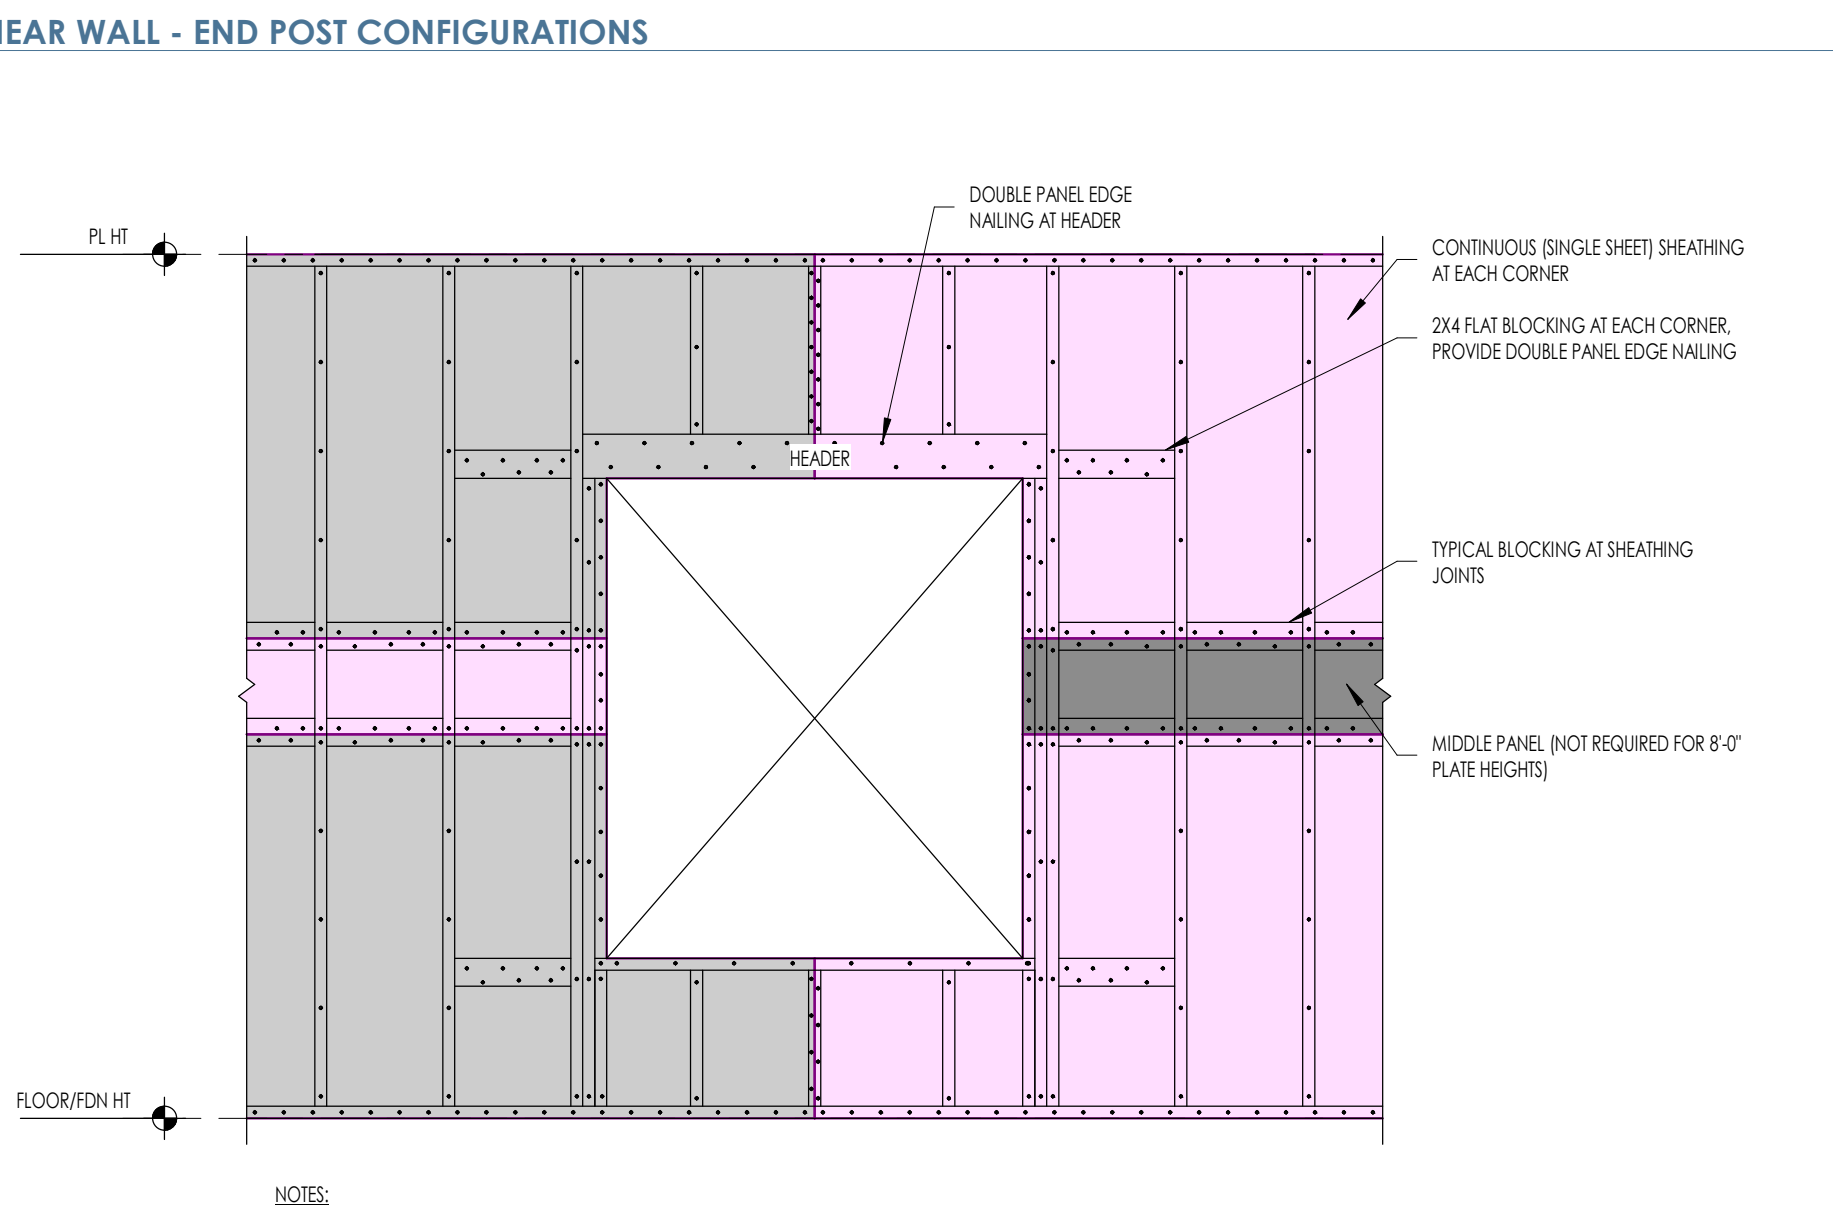 HEAR WALL - END POST CONFIGURATIONS
DOUBLE PANEL EDGE
NAILING AT HEADER
PL HT
CONTINUOUS (SINGLE SHEET) SHEATHING
AT EACH CORNER
2X4 FLAT BLOCKING AT EACH CORNER,
PROVIDE DOUBLE PANEL EDGE NAILING
HEADER
TYPICAL BLOCKING AT SHEATHING
JOINTS
MIDDLE PANEL (NOT REQUIRED FOR 8'-0"
PLATE HEIGHTS)
FLOOR/FDN HT
NOTES: